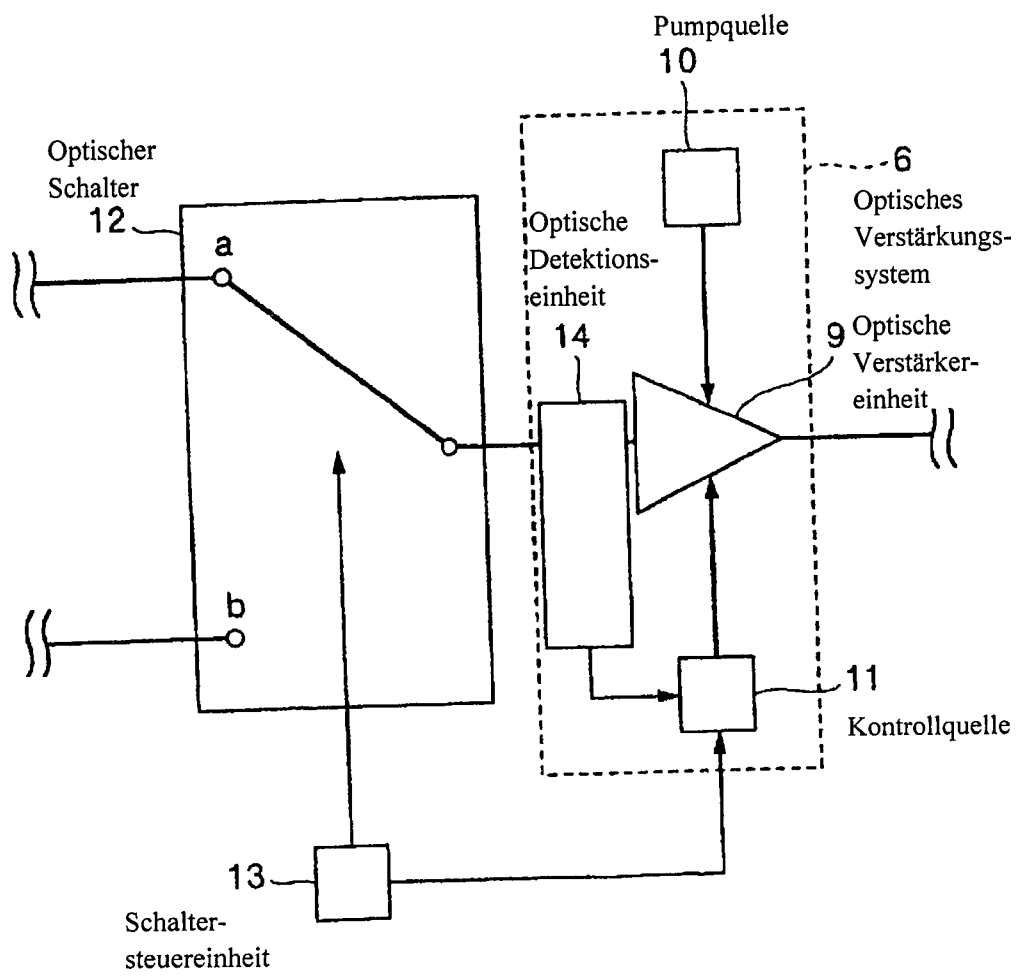 Pumpquelle
10
Optischer
Schalter
12
a
6
Optisches
Verstärkungs-
system
Optische
Detektions-
einheit
14
9
Optische
Verstärker-
einheit
b
11
Kontrollquelle
13
Schalter-
steuereinheit